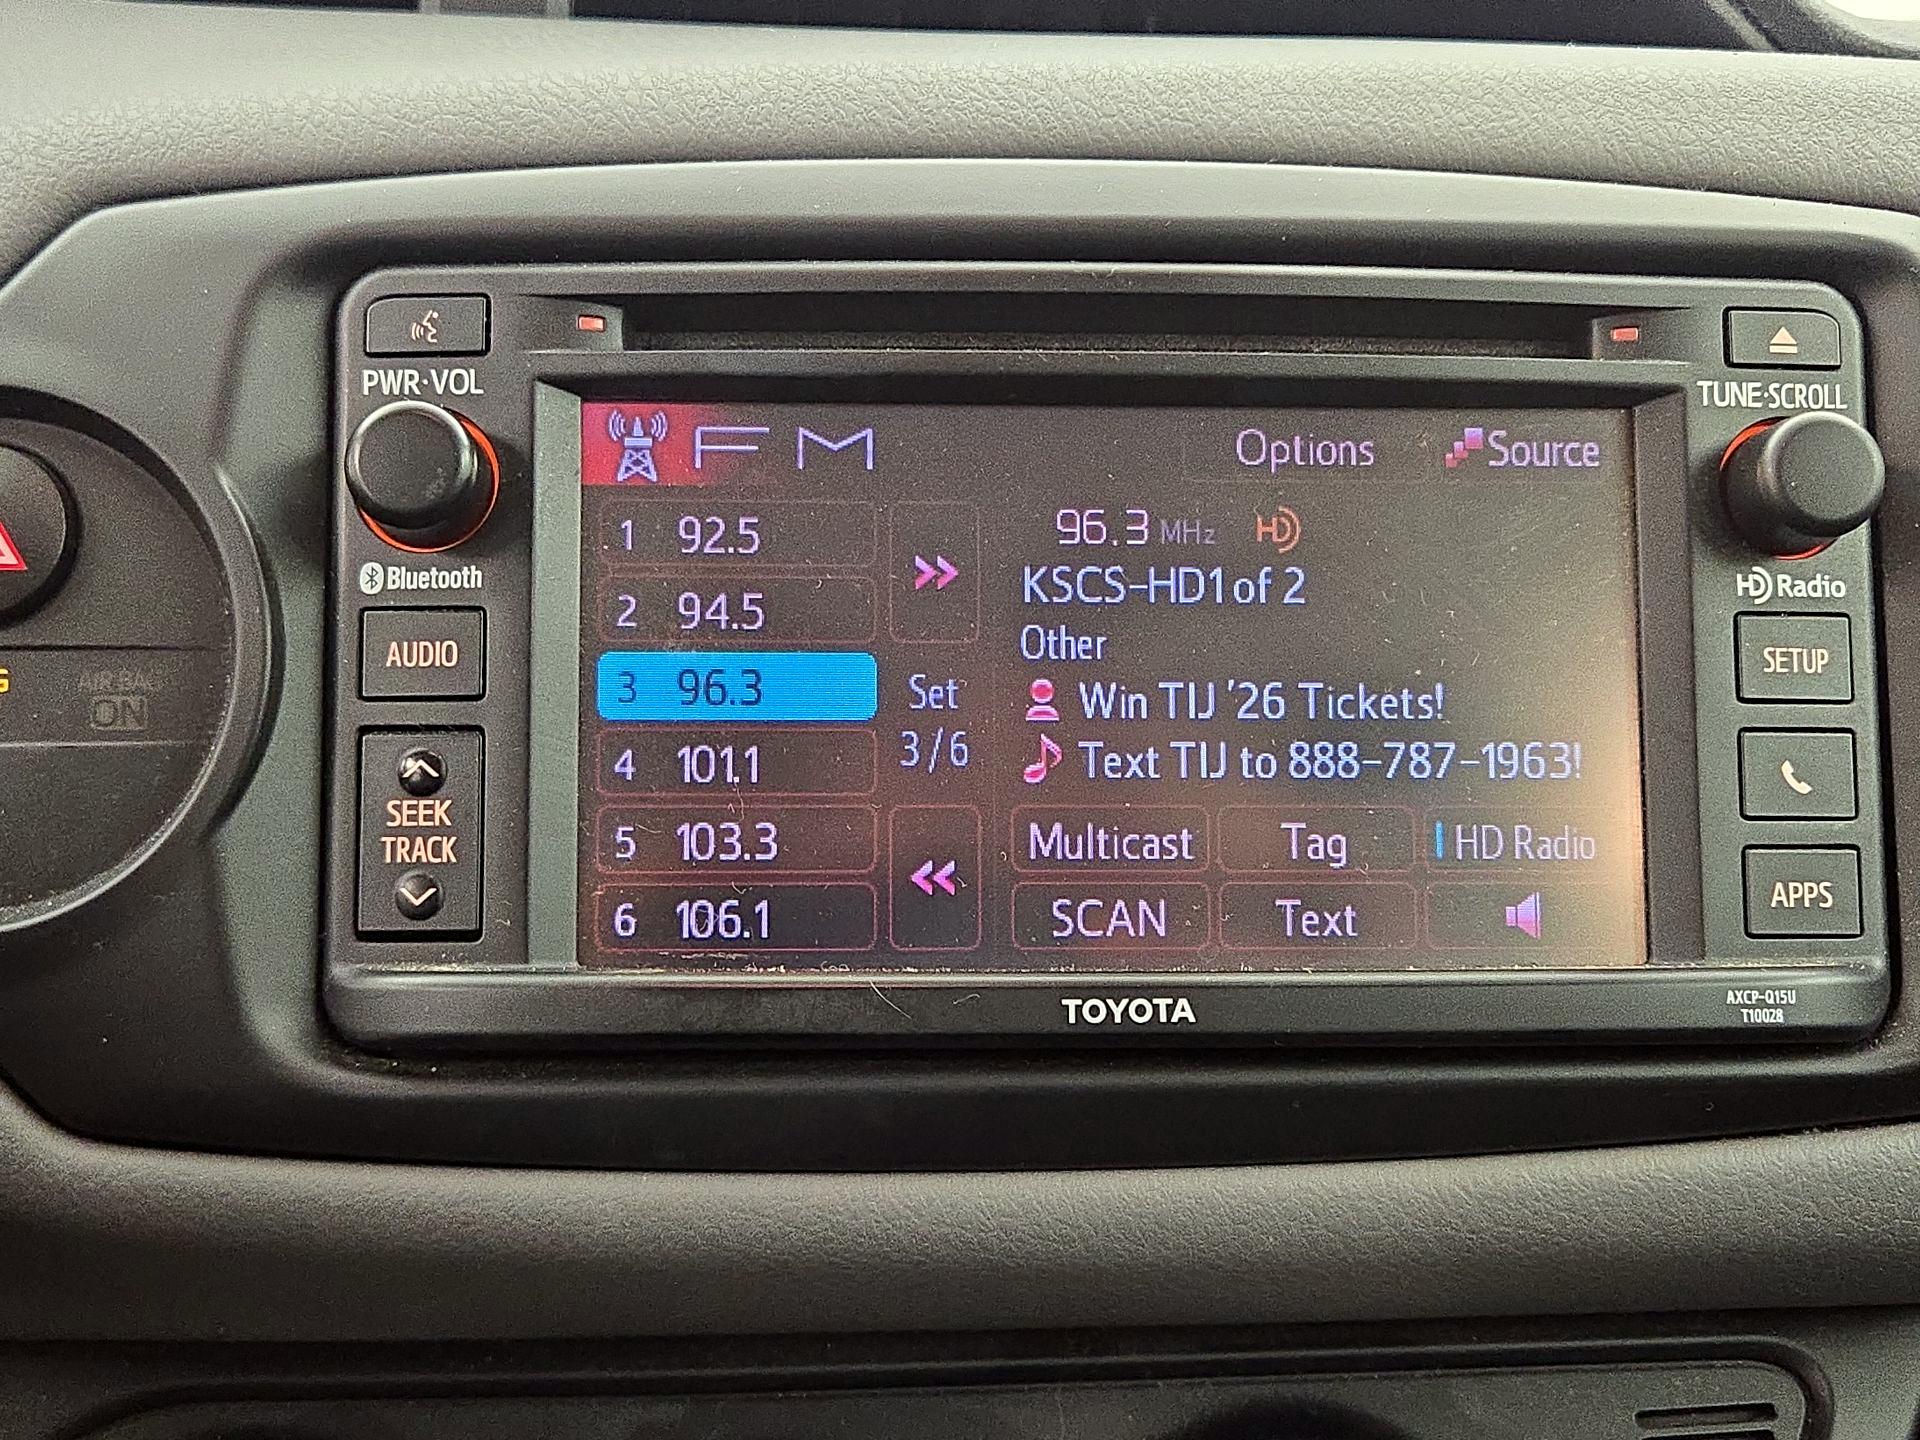 PWR·VOL
TUNE·SCROLL
FM
Options
Source
1 92.5
2 94.5
3 96.3
4 101.1
5 103.3
6 106.1
Set
3/6
96.3 MHz HD
KSCS-HD1 of 2
Other
Win TIJ '26 Tickets!
Text TIJ to 888-787-1963!
Multicast
Tag
HD Radio
SCAN
Text
Bluetooth
AUDIO
SEEK
TRACK
HD Radio
SETUP
APPS
AIR BAG
ON
G
TOYOTA
AXCP-Q15U
T10028